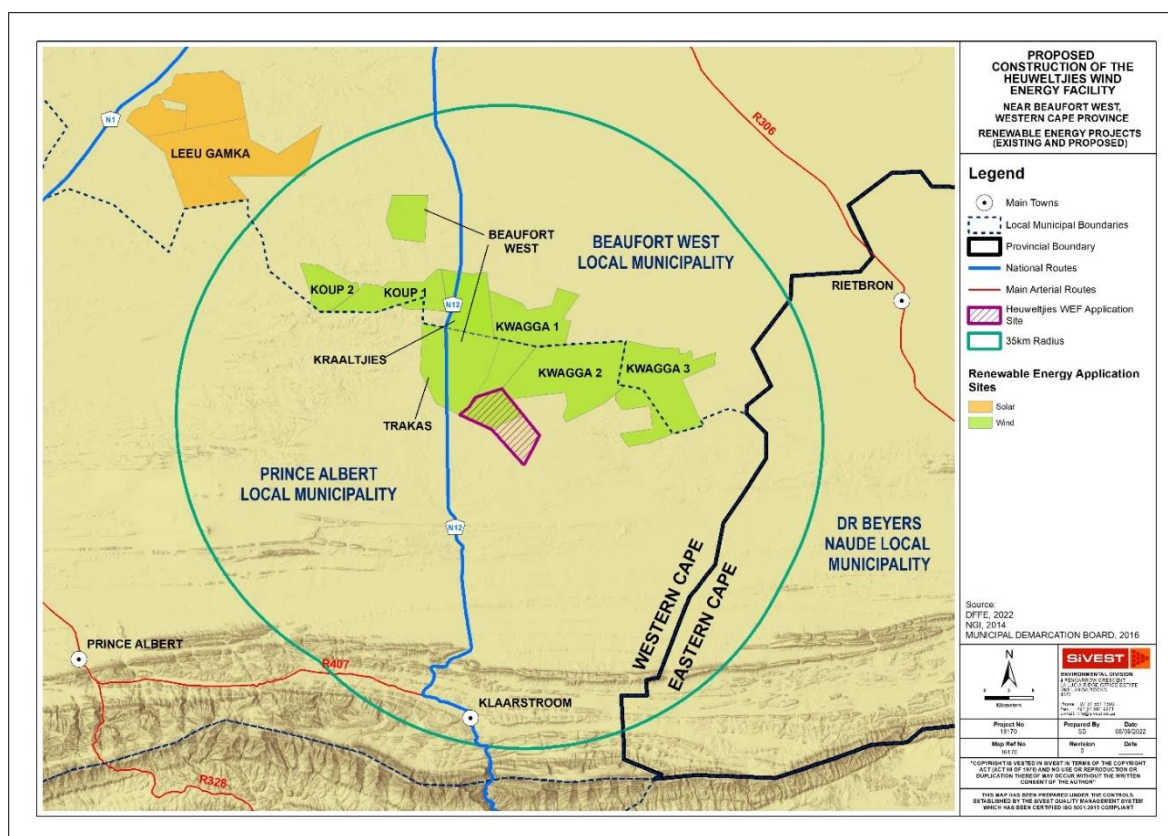 N1
LEEU GAMKA
R306
BEAUFORT
WEST
BEAUFORT WEST
LOCAL MUNICIPALITY
RIETBRON
KOUP 2
KOUP 1
N12
KWAGGA 1
KRAALTJIES
KWAGGA 2
KWAGGA 3
TRAKAS
PRINCE ALBERT
LOCAL MUNICIPALITY
N12
DR BEYERS
NAUDE LOCAL
MUNICIPALITY
WESTERN CAPE
EASTERN CAPE
PRINCE ALBERT
R407
KLAARSTROOM
R328
PROPOSED
CONSTRUCTION OF THE
HEUWELTJIES WIND
ENERGY FACILITY
NEAR BEAUFORT WEST,
WESTERN CAPE PROVINCE
RENEWABLE ENERGY PROJECTS
(EXISTING AND PROPOSED)
Legend
Main Towns
Local Municipal Boundaries
Provincial Boundary
National Routes
Main Arterial Routes
Heuweltjies WEF Application
Site
35km Radius
Renewable Energy Application
Sites
Solar
Wind
Source:
DFFE, 2022
NGI, 2014
MUNICIPAL DEMARCATION BOARD, 2016
N
Kilometers
SiVEST
ENVIRONMENTAL DIVISION
Project No
Prepared By
Date
SD
Map Ref No
Revision
Date
"COPYRIGHT IS VESTED IN SIVEST IN TERMS OF THE COPYRIGHT
ACT (ACT 98 OF 1978) AND NO USE OR REPRODUCTION OR
DUPLICATION THEREOF MAY OCCUR WITHOUT THE WRITTEN
CONSENT OF THE AUTHOR"
THIS MAP HAS BEEN PREPARED UNDER THE CONTROLS
ESTABLISHED BY THE SIVEST QUALITY MANAGEMENT SYSTEM
WHICH HAS BEEN CERTIFIED ISO 9001:2015 COMPLIANT